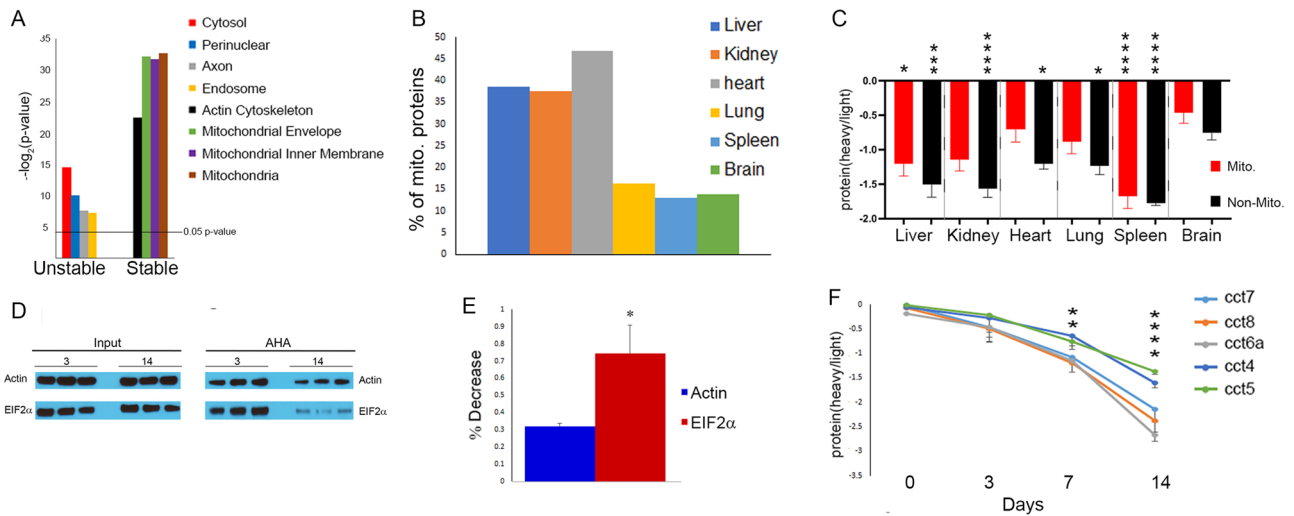 A
-log₂(p-value)
35
30
25
20
15
10
5
0.05 p-value
Unstable
Stable
Cytosol
Perinuclear
Axon
Endosome
Actin Cytoskeleton
Mitochondrial Envelope
Mitochondrial Inner Membrane
Mitochondria
B
% of mito. proteins
50
45
40
35
30
25
20
15
10
5
0
Liver
Kidney
heart
Lung
Spleen
Brain
C
protein(heavy/light)
* **** **** * * **** ****
0.0
-0.5
-1.0
-1.5
-2.0
Mito.
Non-Mito.
Liver Kidney Heart Lung Spleen Brain
D
Input AHA
3 14 3 14
Actin Actin
EIF2α EIF2α
E
% Decrease
1
0.9
0.8
0.7
0.6
0.5
0.4
0.3
0.2
0.1
0
*
Actin
EIF2α
F
protein(heavy/light)
0
-0.5
-1
-1.5
-2
-2.5
-3
-3.5
** ****
cct7
cct8
cct6a
cct4
cct5
0 3 7 14
Days